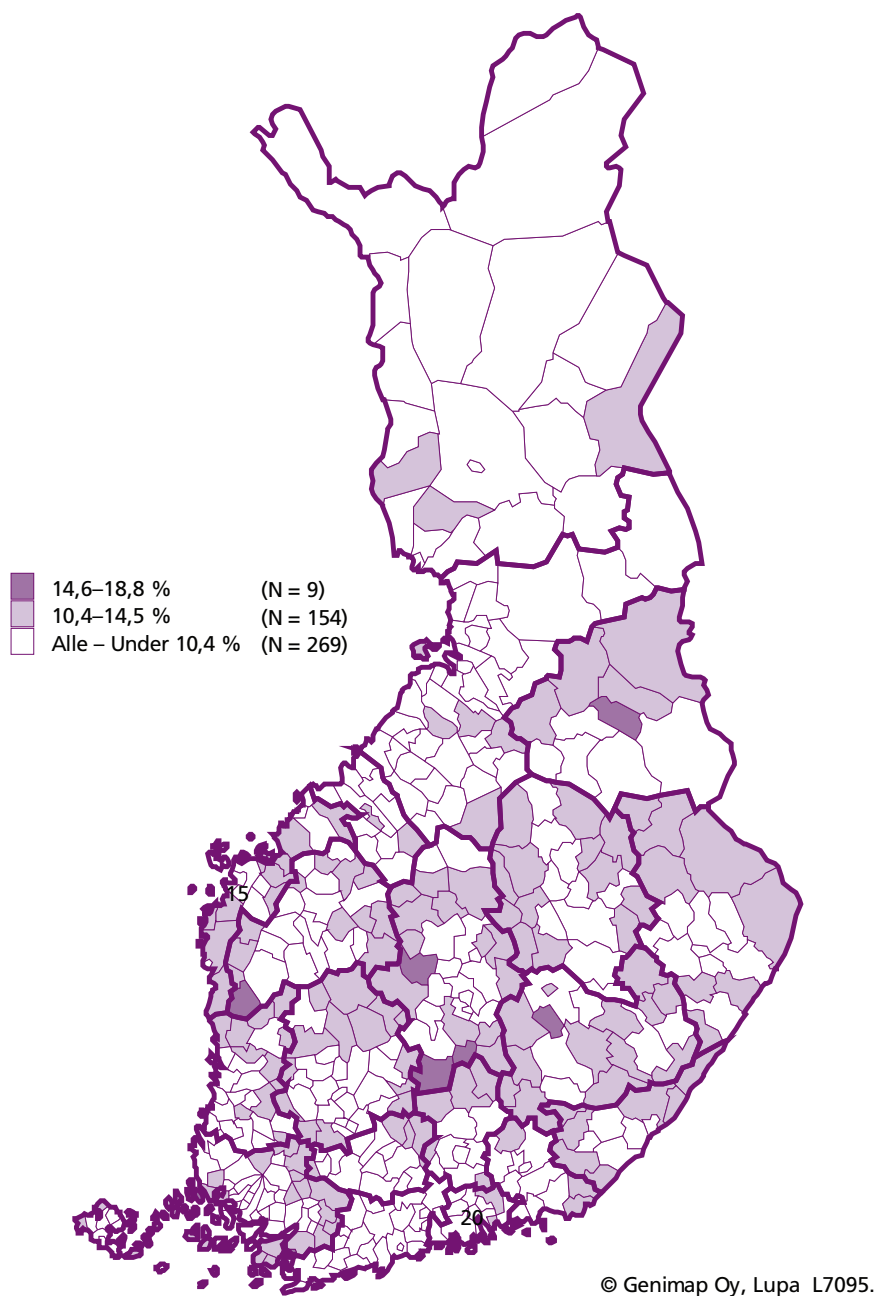 14,6–18,8 % (N = 9)
10,4–14,5 % (N = 154)
Alle – Under 10,4 % (N = 269)
15
20
© Genimap Oy, Lupa L7095.